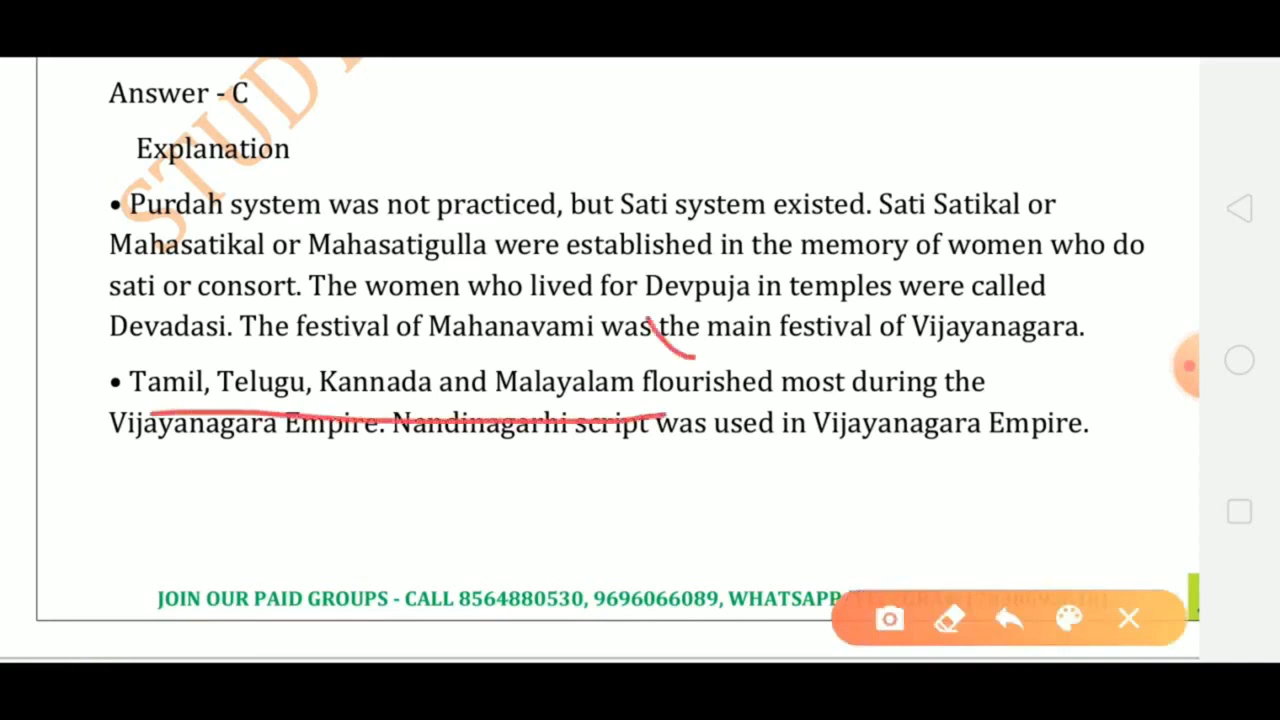 Answer - C
Explanation
• Purdah system was not practiced, but Sati system existed. Sati Satikal or
Mahasatikal or Mahasatigulla were established in the memory of women who do
sati or consort. The women who lived for Devpuja in temples were called
Devadasi. The festival of Mahanavami was the main festival of Vijayanagara.
• Tamil, Telugu, Kannada and Malayalam flourished most during the
Vijayanagara Empire. Nandinagarhi script was used in Vijayanagara Empire.
JOIN OUR PAID GROUPS - CALL 8564880530, 9696066089, WHATSAPP